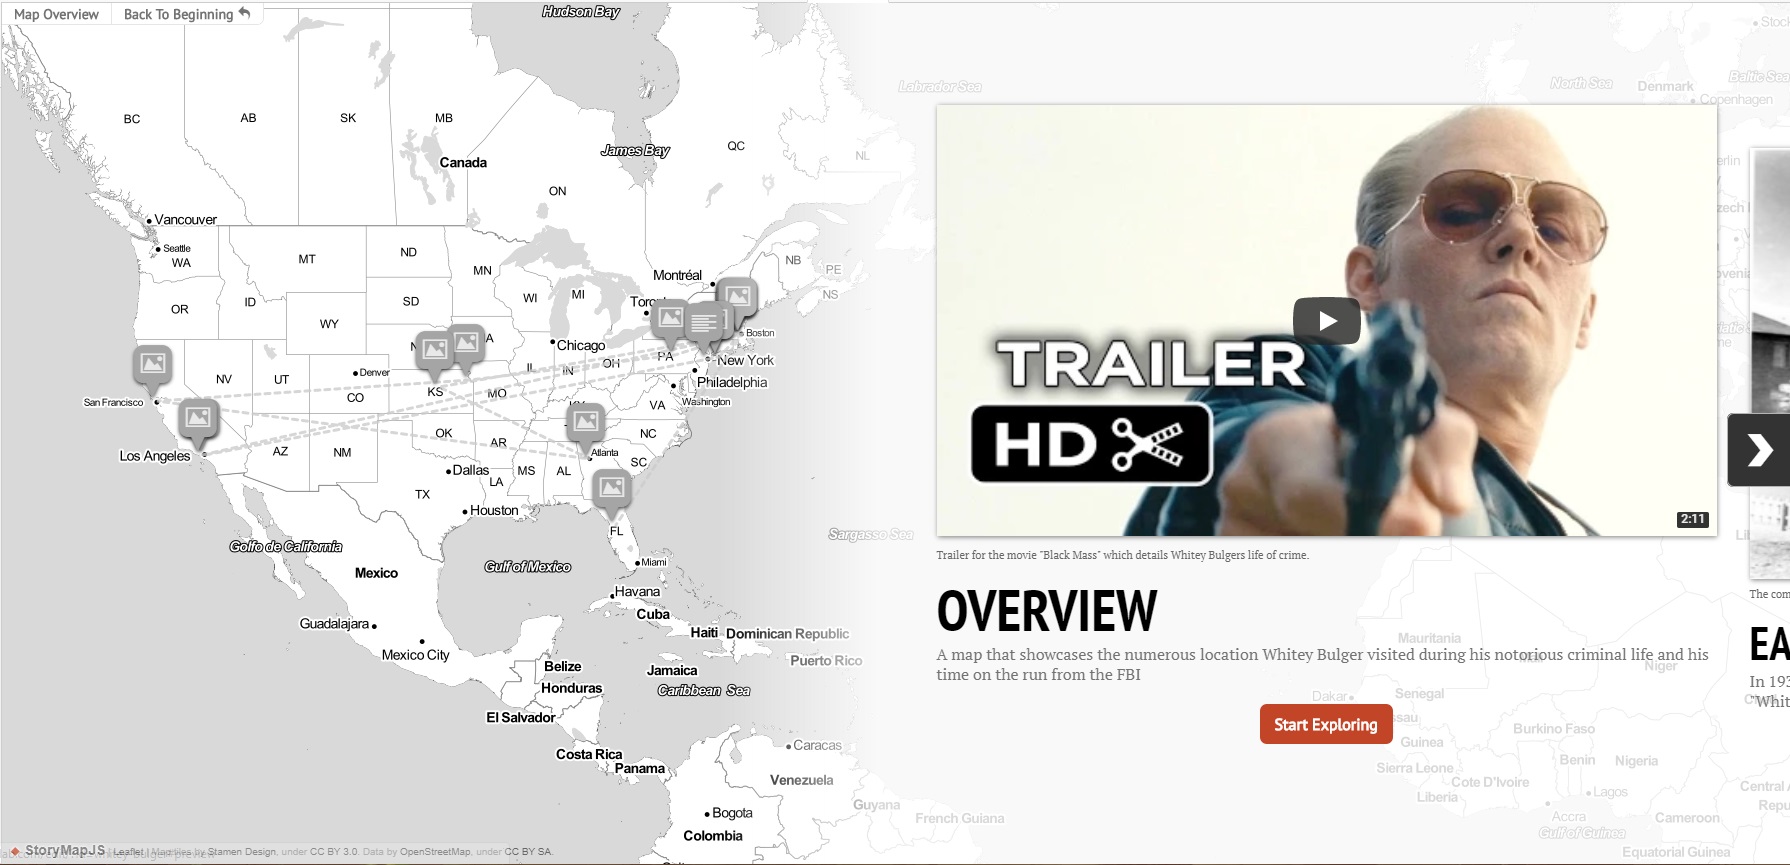 Map Overview
Back To Beginning
Hudson Bay
Labrador Sea
North Sea
Denmark
Baltic Sea
Copenhagen
BC
AB
SK
MB
Canada
James Bay
QC
NL
ON
Vancouver
Seattle
WA
MT
ND
MN
NB
PE
NS
Montréal
OR
ID
SD
WI
MI
WY
Boston
Chicago
New York
NV
UT
Denver
CO
KS
MO
IL
IN
OH
PA
Philadelphia
Washington
San Francisco
VA
Los Angeles
AZ
NM
OK
AR
NC
Atlanta
SC
Dallas
MS
AL
LA
TX
Houston
FL
Golfo de California
Gulf of Mexico
Sargasso Sea
Mexico
Miami
Havana
Cuba
Guadalajara
Haiti
Dominican Republic
Mexico City
Puerto Rico
Belize
Jamaica
Honduras
Caribbean Sea
El Salvador
Caracas
Costa Rica
Panama
Venezuela
Guyana
French Guiana
Bogota
Colombia
TRAILER
HD
2:11
Trailer for the movie "Black Mass" which details Whitey Bulgers life of crime.
OVERVIEW
A map that showcases the numerous location Whitey Bulger visited during his notorious criminal life and his
time on the run from the FBI
Start Exploring
The com
EA
In 193
"Whit
Mauritania
Niger
Dakar
Senegal
Guinea
Burkino Faso
Benin
Nigeria
Sierra Leone
Cote D'Ivoire
Liberia
Lagos
Accra
Gulf of Guinea
Cameroon
Equatorial Guinea
StoryMapJS
Leaflet | Map tiles by Stamen Design, under CC BY 3.0. Data by OpenStreetMap, under CC BY SA.